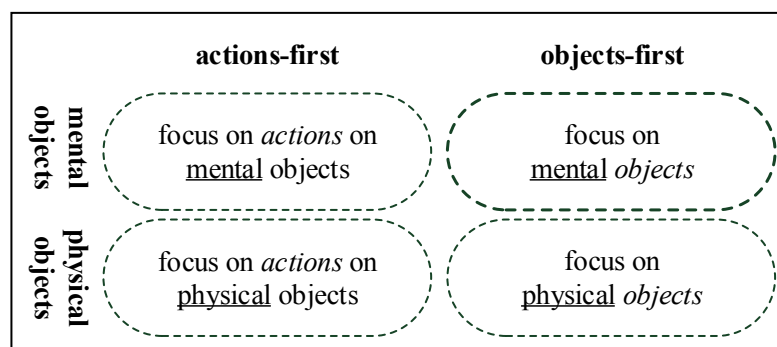 actions-first
objects-first
mental
objects
focus on actions on
mental objects
focus on
mental objects
physical
objects
focus on actions on
physical objects
focus on
physical objects